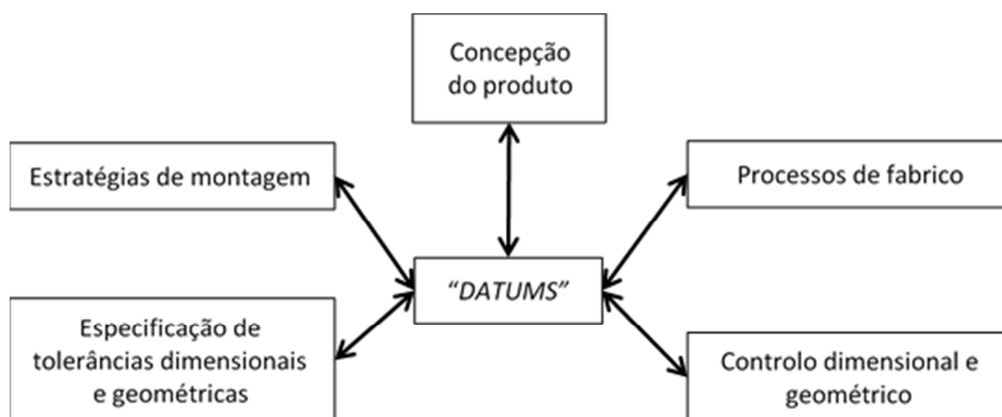 Concepção
do produto
Estratégias de montagem
Processos de fabrico
“DATUMS”
Especificação de
tolerâncias dimensionais
e geométricas
Controlo dimensional e
geométrico